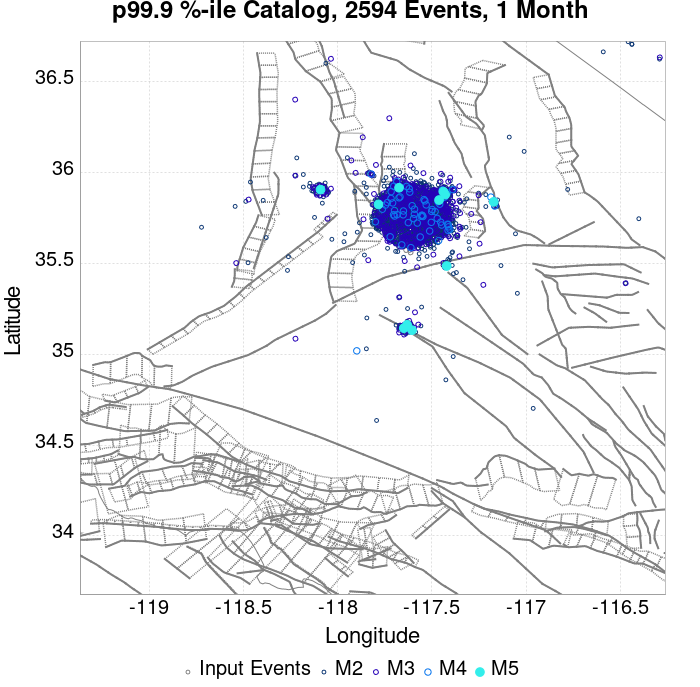 p99.9 %-ile Catalog, 2594 Events, 1 Month
36.5
36
35.5
35
34.5
34
Latitude
-119 -118.5 -118 -117.5 -117 -116.5
Longitude
Input Events M2 M3 M4 M5